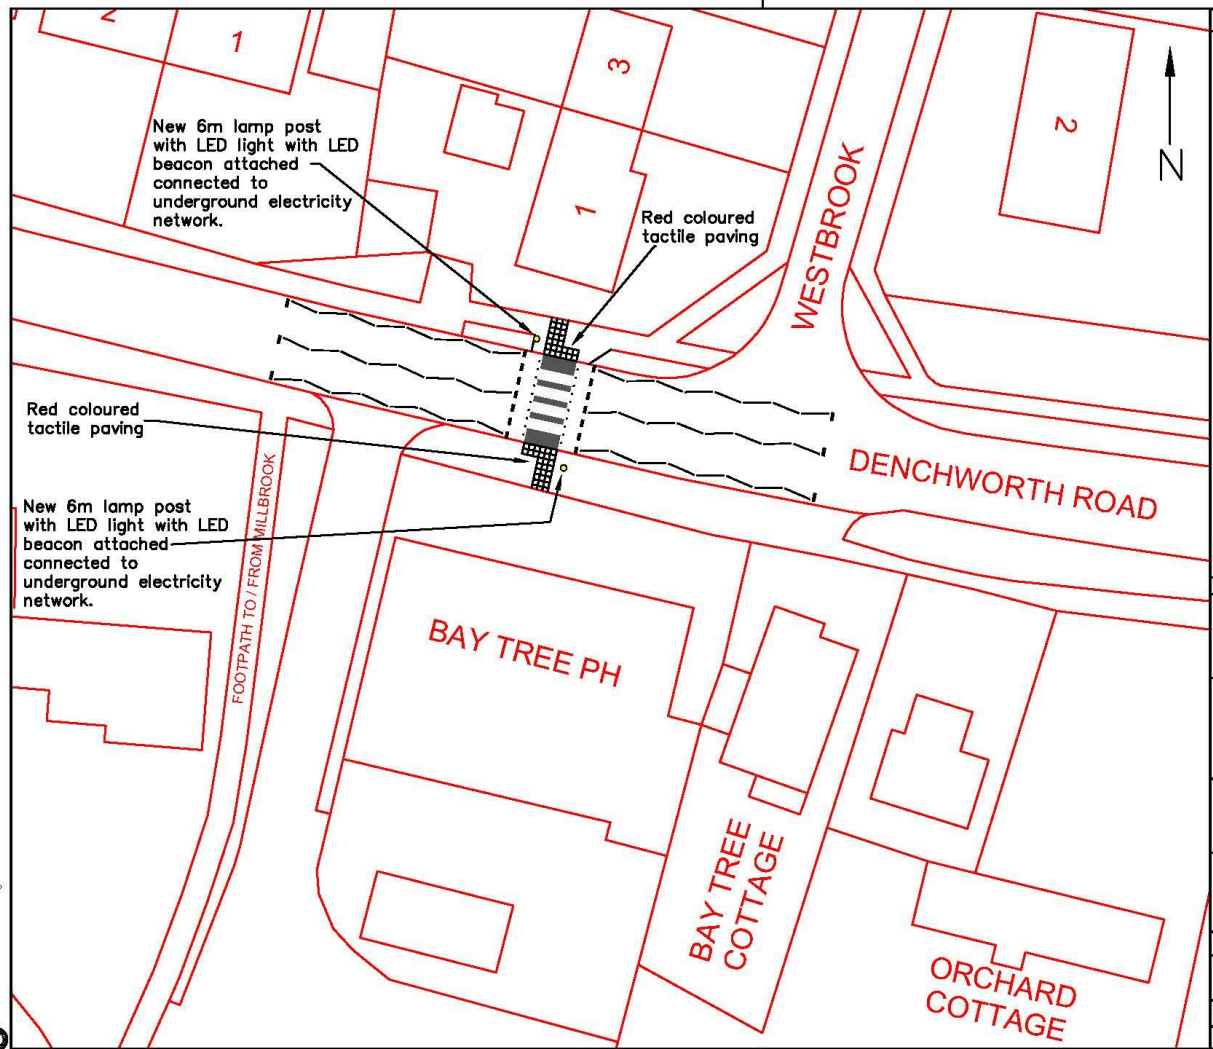 2
1
3
2
N
New 6m lamp post
with LED light with LED
beacon attached
connected to
underground electricity
network.
1
Red coloured
tactile paving
WESTBROOK
Red coloured
tactile paving
DENCHWORTH ROAD
New 6m lamp post
with LED light with LED
beacon attached
connected to
underground electricity
network.
FOOTPATH TO / FROM MILLBROOK
BAY TREE PH
BAY TREE
COTTAGE
ORCHARD
COTTAGE